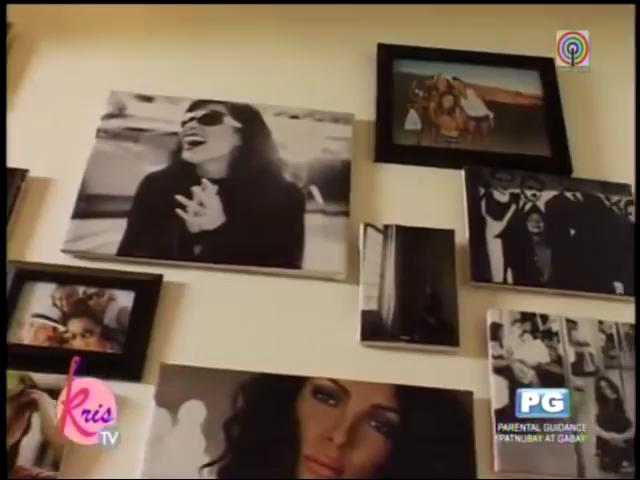 Kris
TV
PG
PARENTAL GUIDANCE
PATNUBAY AT GABAY